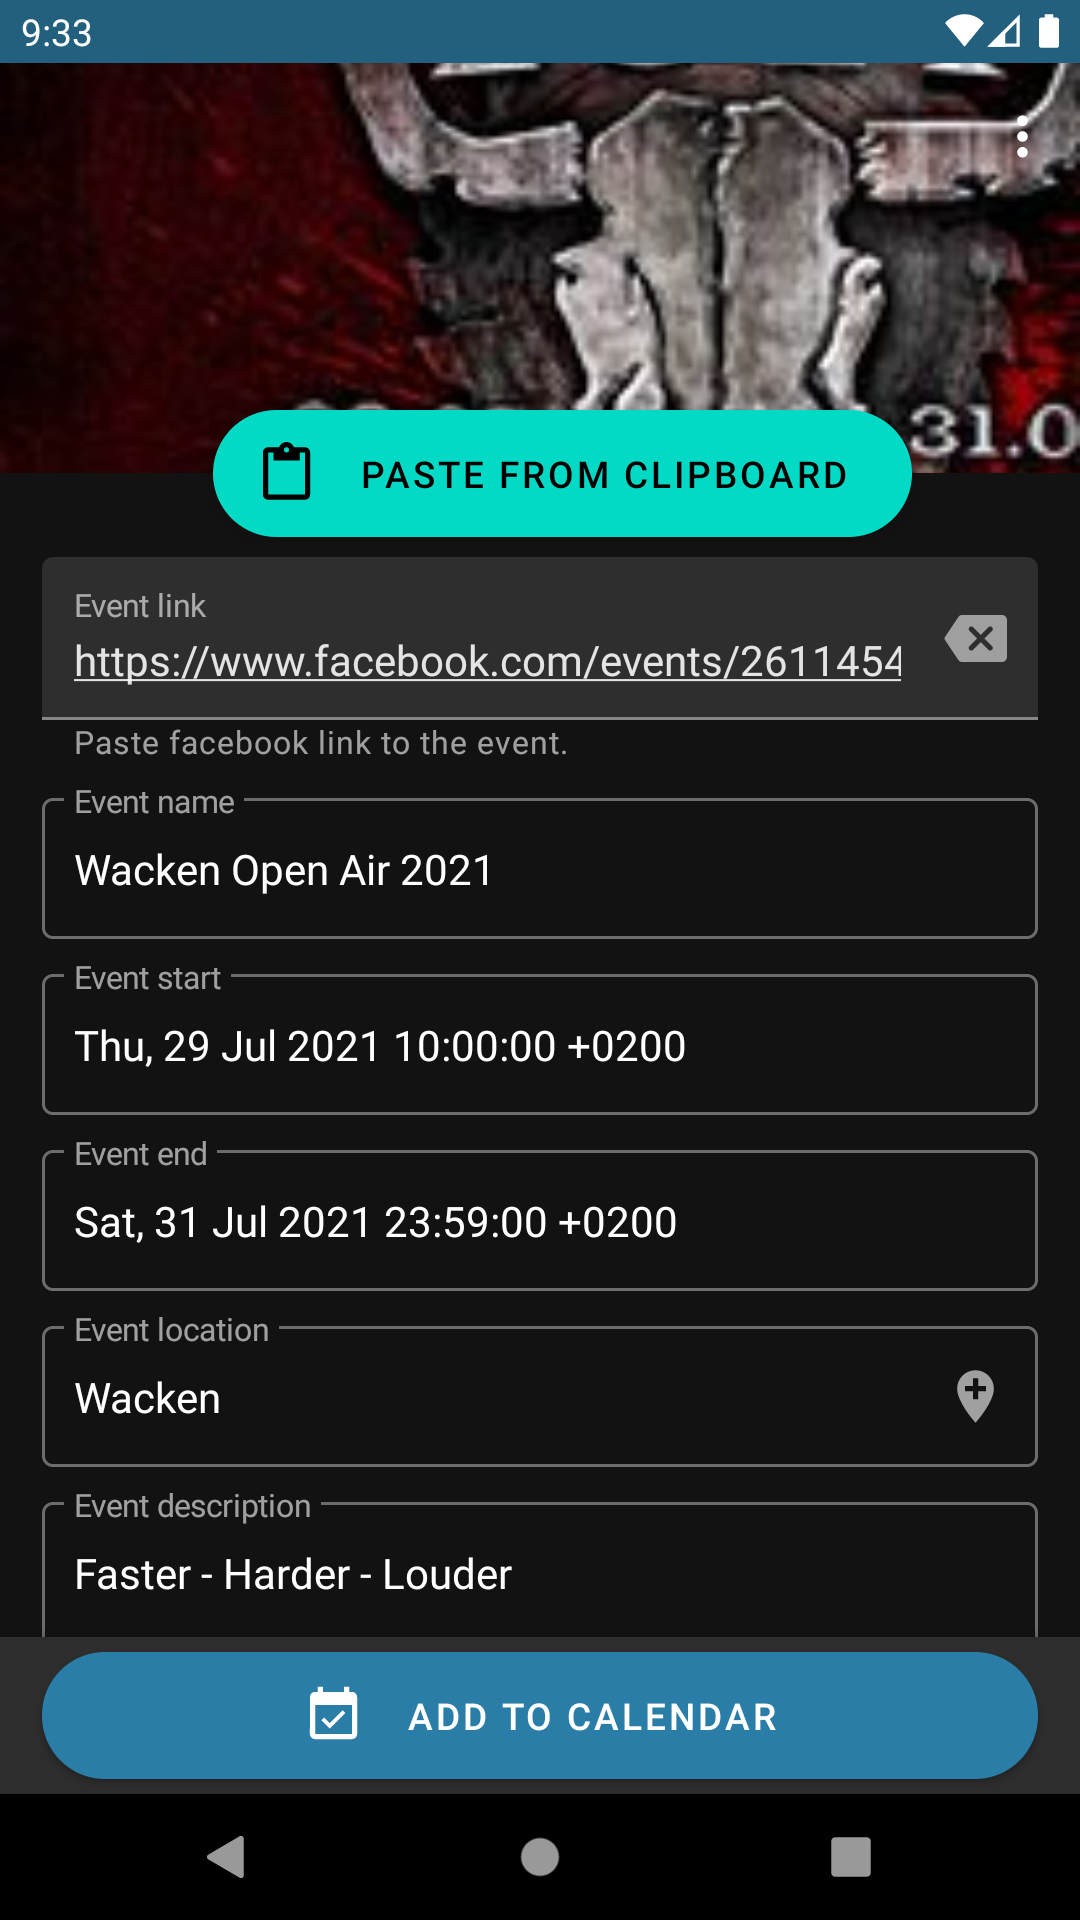 9:33
31.0
PASTE FROM CLIPBOARD
Event link
https://www.facebook.com/events/2611454
Paste facebook link to the event.
Event name
Wacken Open Air 2021
Event start
Thu, 29 Jul 2021 10:00:00 +0200
Event end
Sat, 31 Jul 2021 23:59:00 +0200
Event location
Wacken
Event description
Faster - Harder - Louder
ADD TO CALENDAR